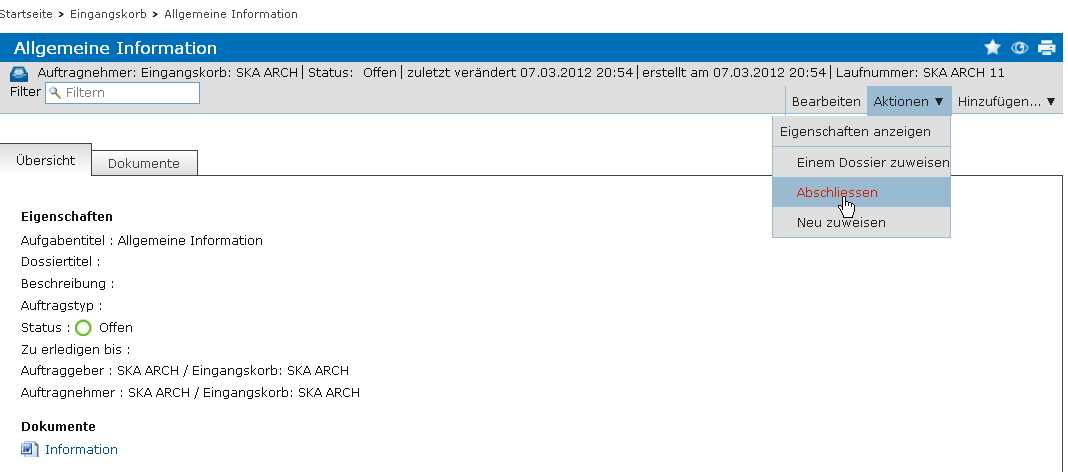 Startseite > Eingangskorb > Allgemeine Information
Allgemeine Information
Auftragnehmer: Eingangskorb: SKA ARCH | Status: Offen | zuletzt verändert 07.03.2012 20:54 | erstellt am 07.03.2012 20:54 | Laufnummer: SKA ARCH 11
Filter Filtern
Bearbeiten Aktionen ▼ Hinzufügen... ▼
Eigenschaften anzeigen
Einem Dossier zuweisen
Abschliessen
Neu zuweisen
Übersicht Dokumente
Eigenschaften
Aufgabentitel : Allgemeine Information
Dossiertitel :
Beschreibung :
Auftragstyp :
Status : Offen
Zu erledigen bis :
Auftraggeber : SKA ARCH / Eingangskorb: SKA ARCH
Auftragnehmer : SKA ARCH / Eingangskorb: SKA ARCH
Dokumente
Information